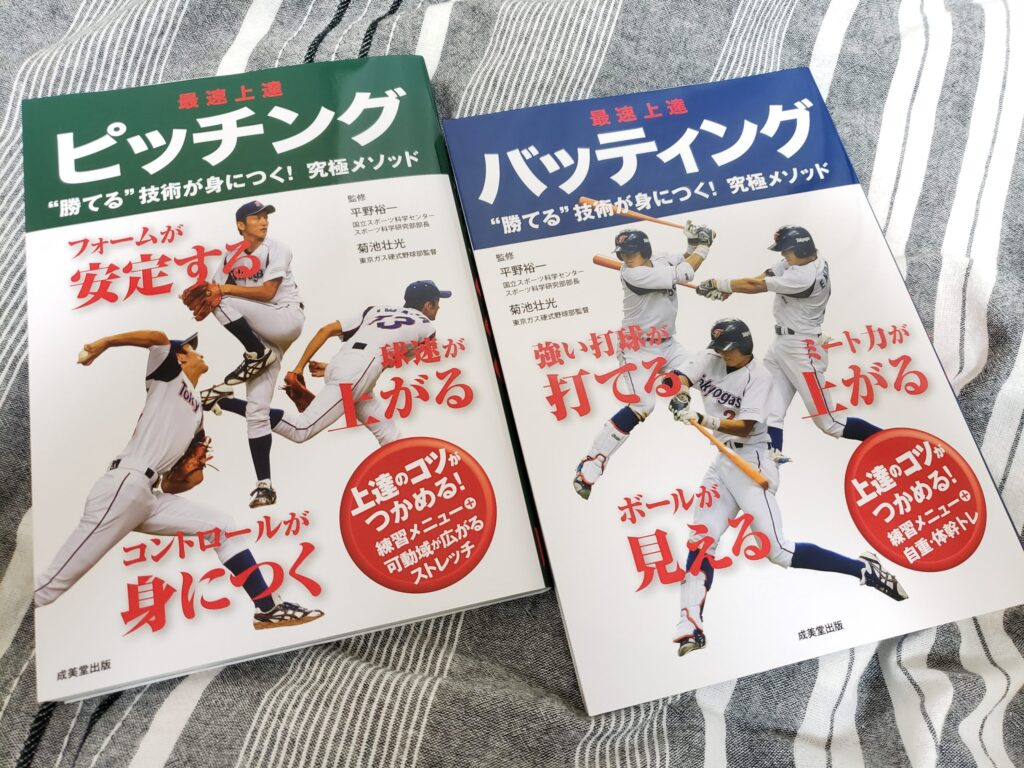 最速上達
ピッチング
“勝てる”技術が身につく! 究極メソッド
監修
平野裕一
国立スポーツ科学センター
スポーツ科学研究部部長
菊池壮光
東京ガス硬式野球部監督
フォームが
安定する
球速が
上がる
コントロールが
身につく
上達のコツが
つかめる!
+
練習メニュー
可動域が広がる
ストレッチ
成美堂出版
最速上達
バッティング
“勝てる”技術が身につく! 究極メソッド
監修
平野裕一
国立スポーツ科学センター
スポーツ科学研究部部長
菊池壮光
東京ガス硬式野球部監督
強い打球が
打てる
ミート力が
上がる
ボールが
見える
Tokyogas
2
上達のコツが
つかめる!
+
練習メニュー
自重・体幹トレ
成美堂出版